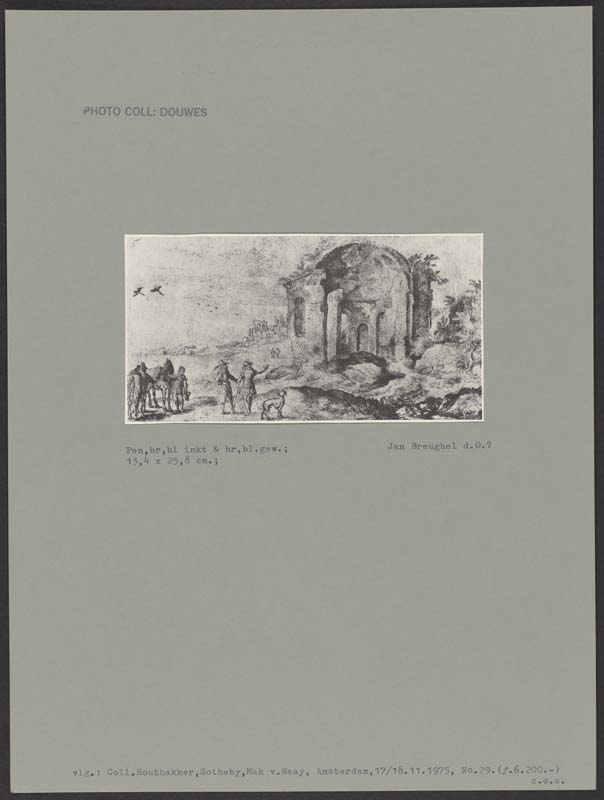 PHOTO COLL: DOUWES
Pen,br,bl inkt & br,bl.gew.;
13,4 x 25,8 cm.;
Jan Breughel d.O.?
vlg.: Coll.Houthakker,Sotheby,Mak v.Waay, Amsterdam,17/18.11.1975, No.29.(f.6.200.-)
z.o.z.